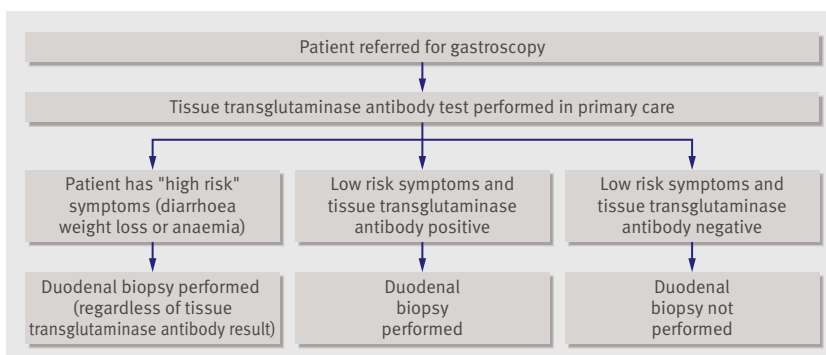 Patient referred for gastroscopy
Tissue transglutaminase antibody test performed in primary care
Patient has "high risk"
symptoms (diarrhoea
weight loss or anaemia)
Low risk symptoms and
tissue transglutaminase
antibody positive
Low risk symptoms and
tissue transglutaminase
antibody negative
Duodenal biopsy performed
(regardless of tissue
transglutaminase antibody result)
Duodenal
biopsy
performed
Duodenal
biopsy not
performed